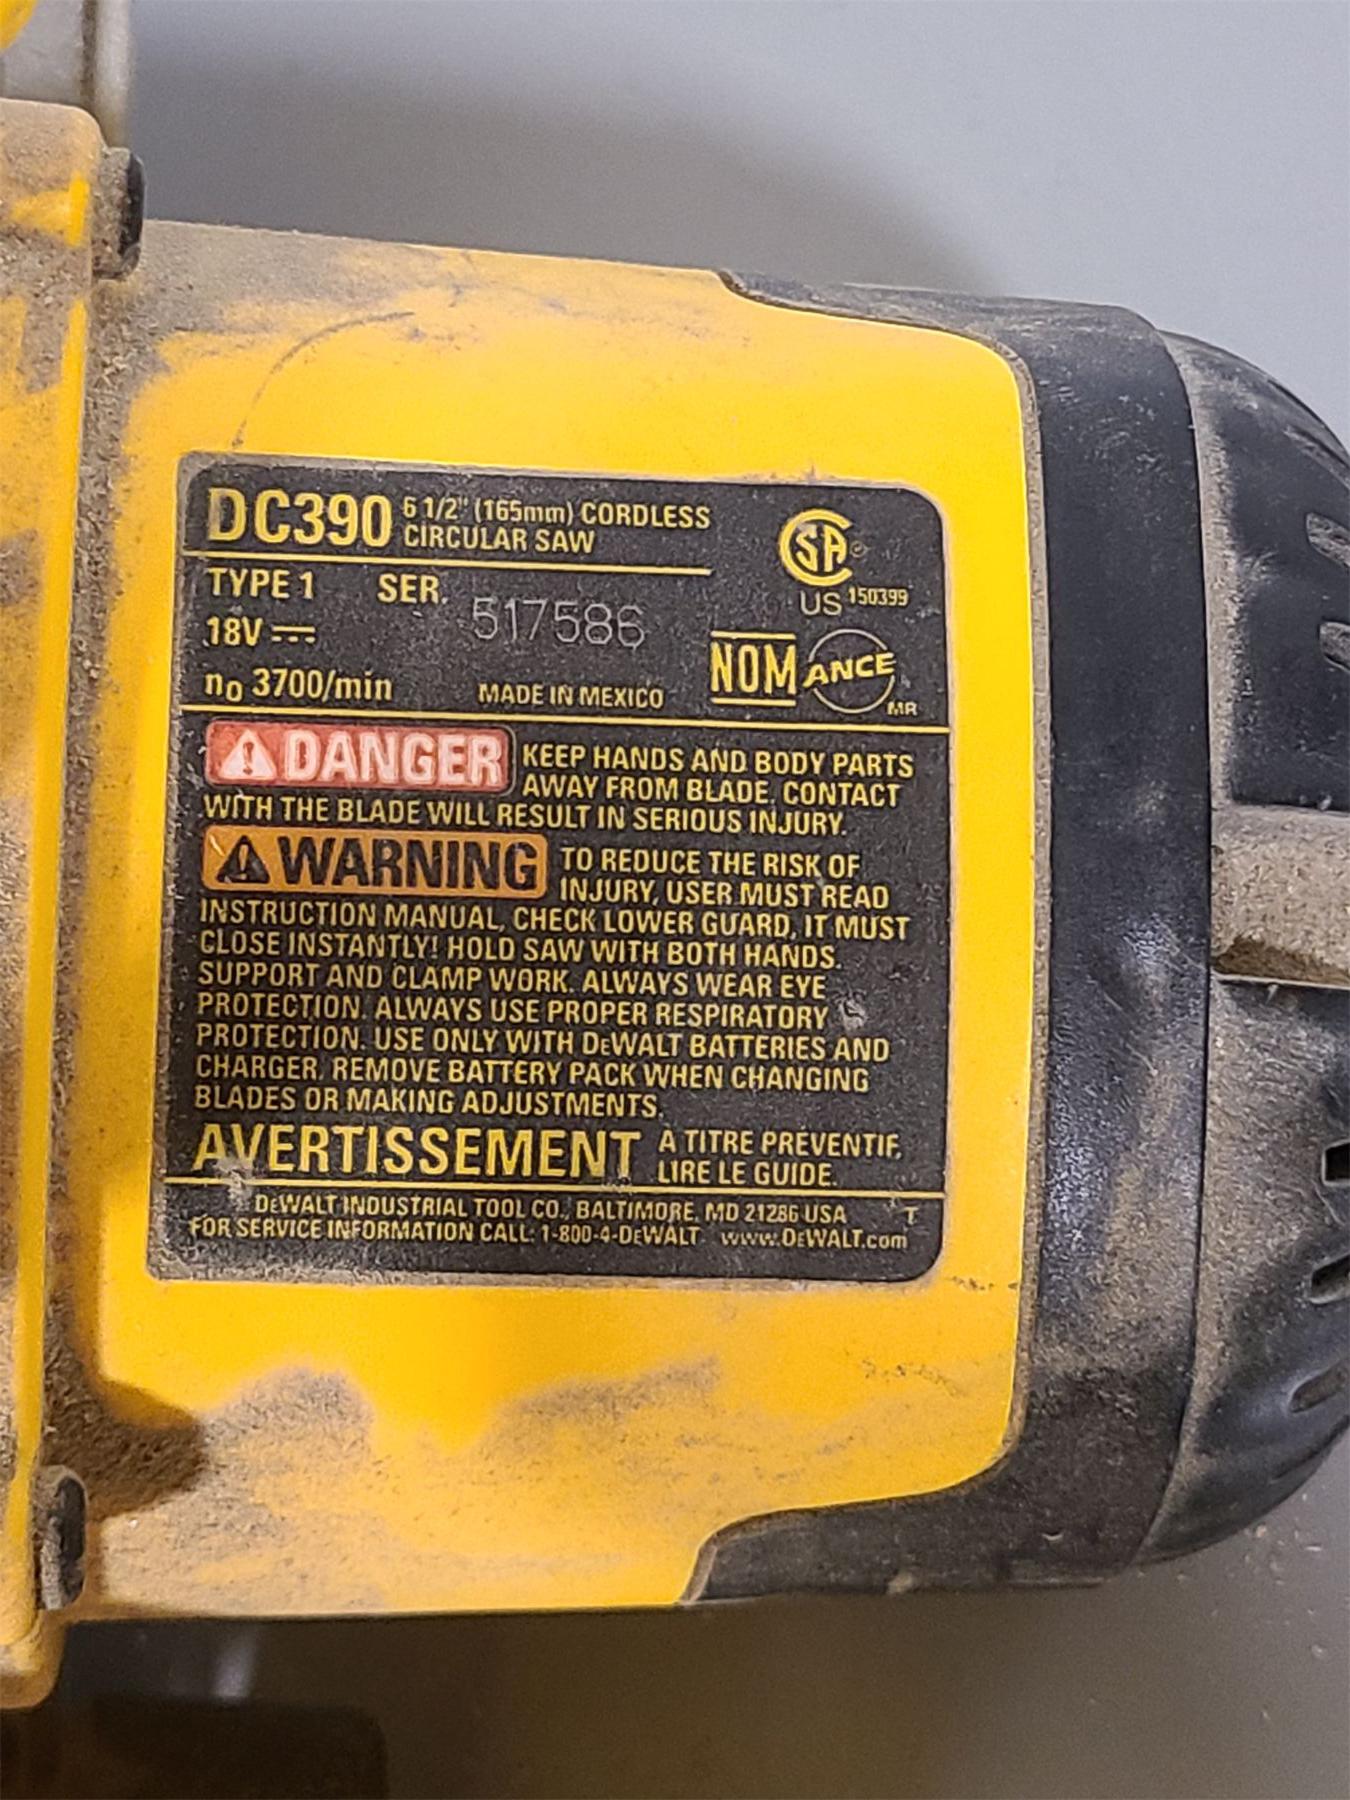 DC390 6 1/2" (165mm) CORDLESS
CIRCULAR SAW
SA
US 150399
TYPE 1 SER. 517586
18V
no 3700/min MADE IN MEXICO
NOM ANCE MR
DANGER KEEP HANDS AND BODY PARTS
AWAY FROM BLADE. CONTACT
WITH THE BLADE WILL RESULT IN SERIOUS INJURY.
WARNING TO REDUCE THE RISK OF
INJURY, USER MUST READ
INSTRUCTION MANUAL, CHECK LOWER GUARD, IT MUST
CLOSE INSTANTLY! HOLD SAW WITH BOTH HANDS.
SUPPORT AND CLAMP WORK. ALWAYS WEAR EYE
PROTECTION. ALWAYS USE PROPER RESPIRATORY
PROTECTION. USE ONLY WITH DEWALT BATTERIES AND
CHARGER. REMOVE BATTERY PACK WHEN CHANGING
BLADES OR MAKING ADJUSTMENTS.
AVERTISSEMENT A TITRE PREVENTIF,
LIRE LE GUIDE.
DEWALT INDUSTRIAL TOOL CO., BALTIMORE, MD 21286 USA T
FOR SERVICE INFORMATION CALL: 1-800-4-DEWALT www.DEWALT.com